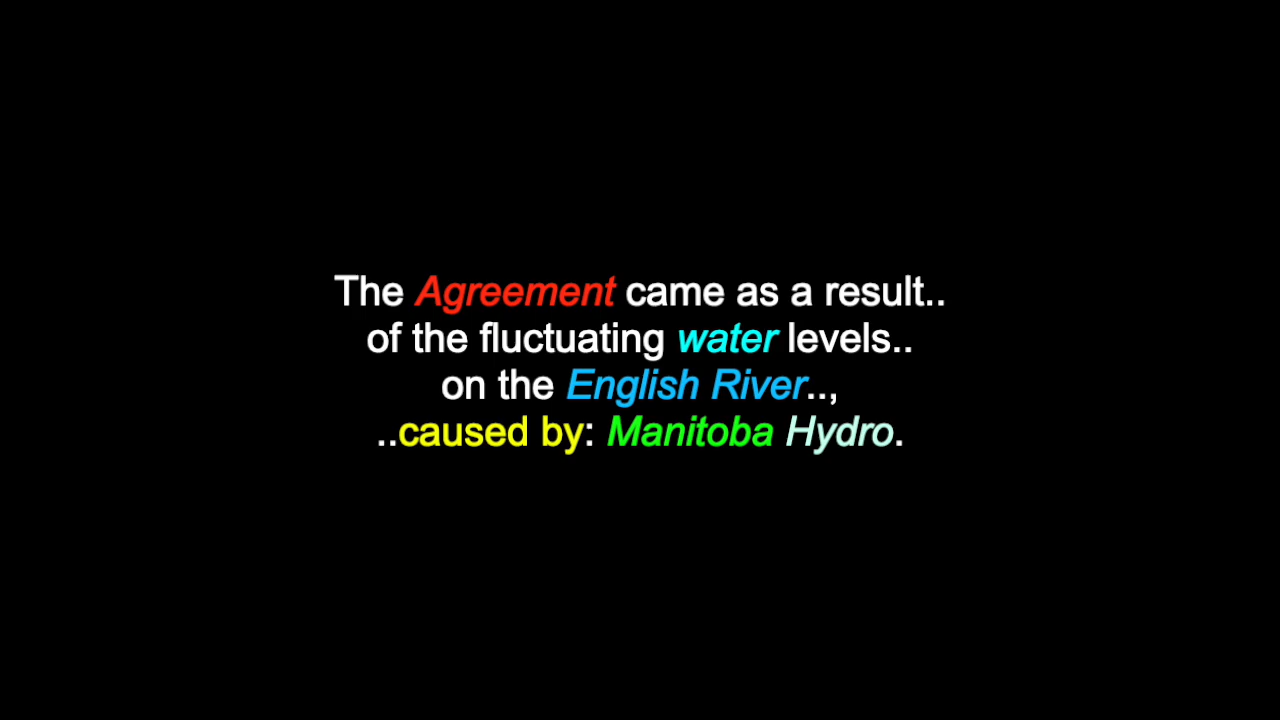 The Agreement came as a result..
of the fluctuating water levels..
on the English River..,
..caused by: Manitoba Hydro.